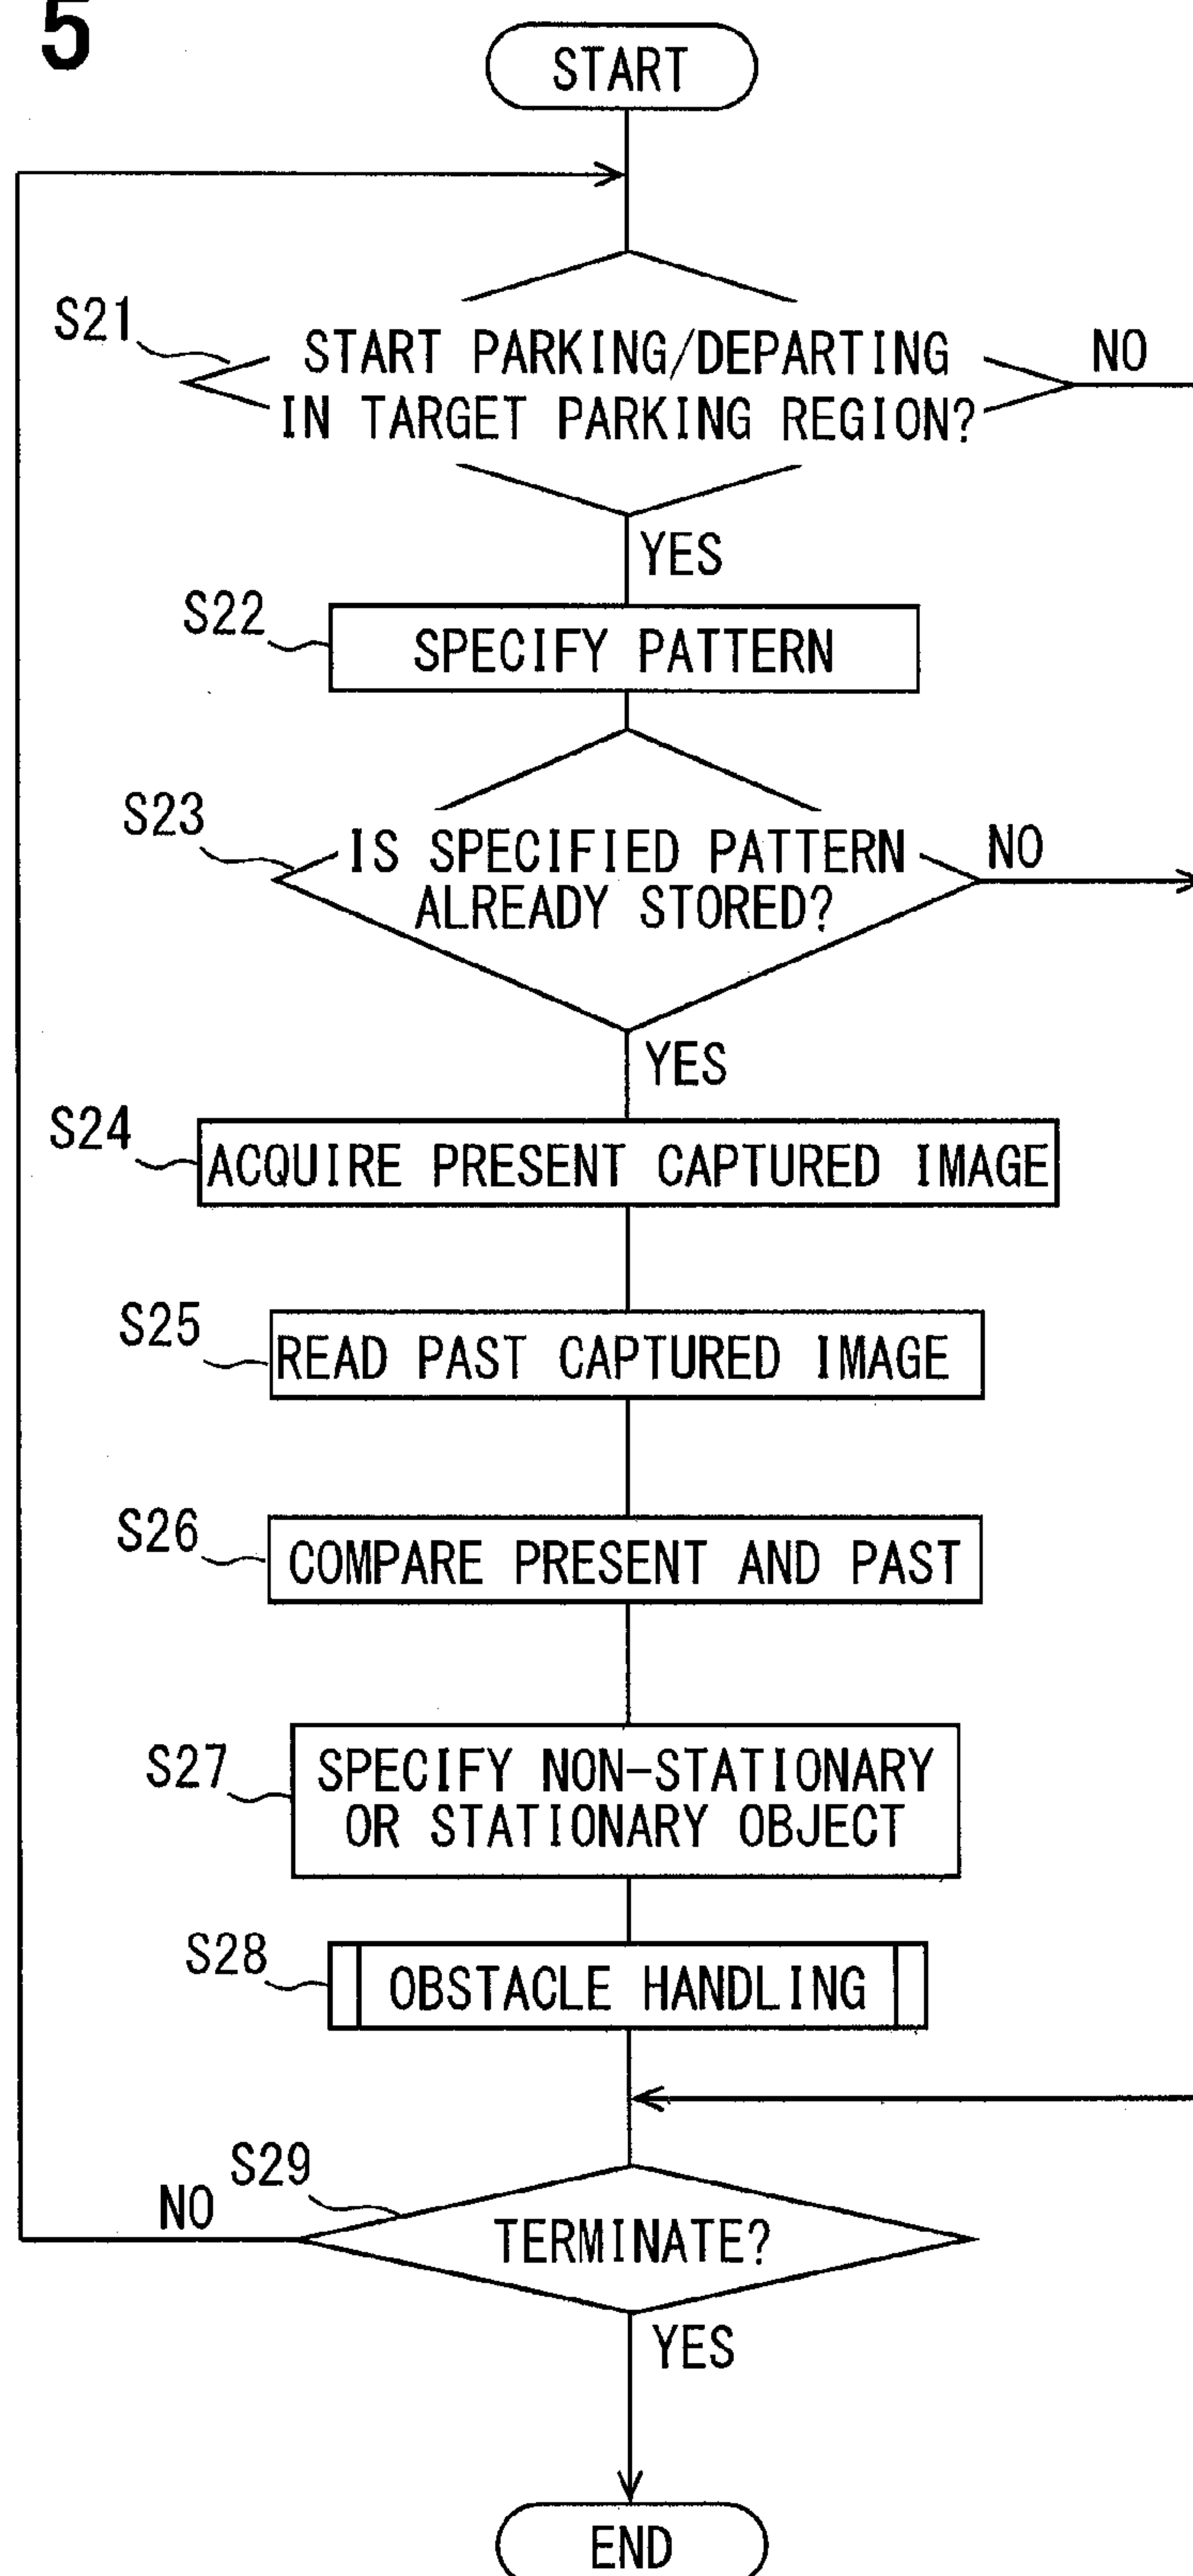 5
START
S21
START PARKING/DEPARTING
IN TARGET PARKING REGION?
NO
YES
S22
SPECIFY PATTERN
S23
IS SPECIFIED PATTERN
ALREADY STORED?
NO
YES
S24
ACQUIRE PRESENT CAPTURED IMAGE
S25
READ PAST CAPTURED IMAGE
S26
COMPARE PRESENT AND PAST
S27
SPECIFY NON-STATIONARY
OR STATIONARY OBJECT
S28
OBSTACLE HANDLING
S29
NO
TERMINATE?
YES
END